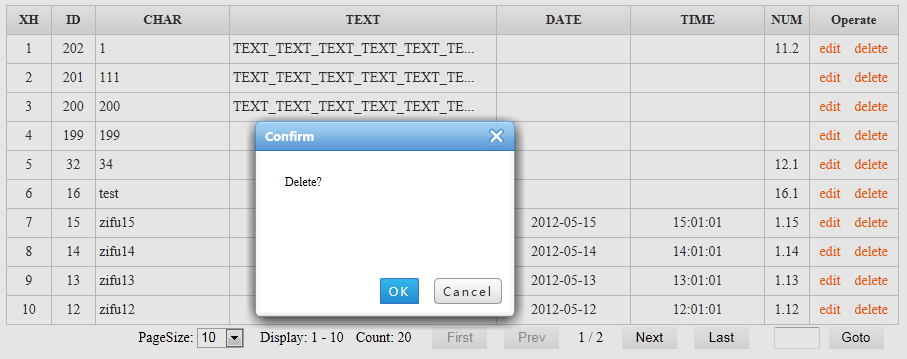 XH ID CHAR TEXT DATE TIME NUM Operate
1 202 1 TEXT_TEXT_TEXT_TEXT_TEXT_TE... 11.2 edit delete
2 201 111 TEXT_TEXT_TEXT_TEXT_TEXT_TE... edit delete
3 200 200 TEXT_TEXT_TEXT_TEXT_TEXT_TE... edit delete
4 199 199 edit delete
5 32 34 12.1 edit delete
6 16 test 16.1 edit delete
7 15 zifu15 2012-05-15 15:01:01 1.15 edit delete
8 14 zifu14 2012-05-14 14:01:01 1.14 edit delete
9 13 zifu13 2012-05-13 13:01:01 1.13 edit delete
10 12 zifu12 2012-05-12 12:01:01 1.12 edit delete
Confirm
Delete?
OK Cancel
PageSize: 10 Display: 1 - 10 Count: 20 First Prev 1 / 2 Next Last Goto